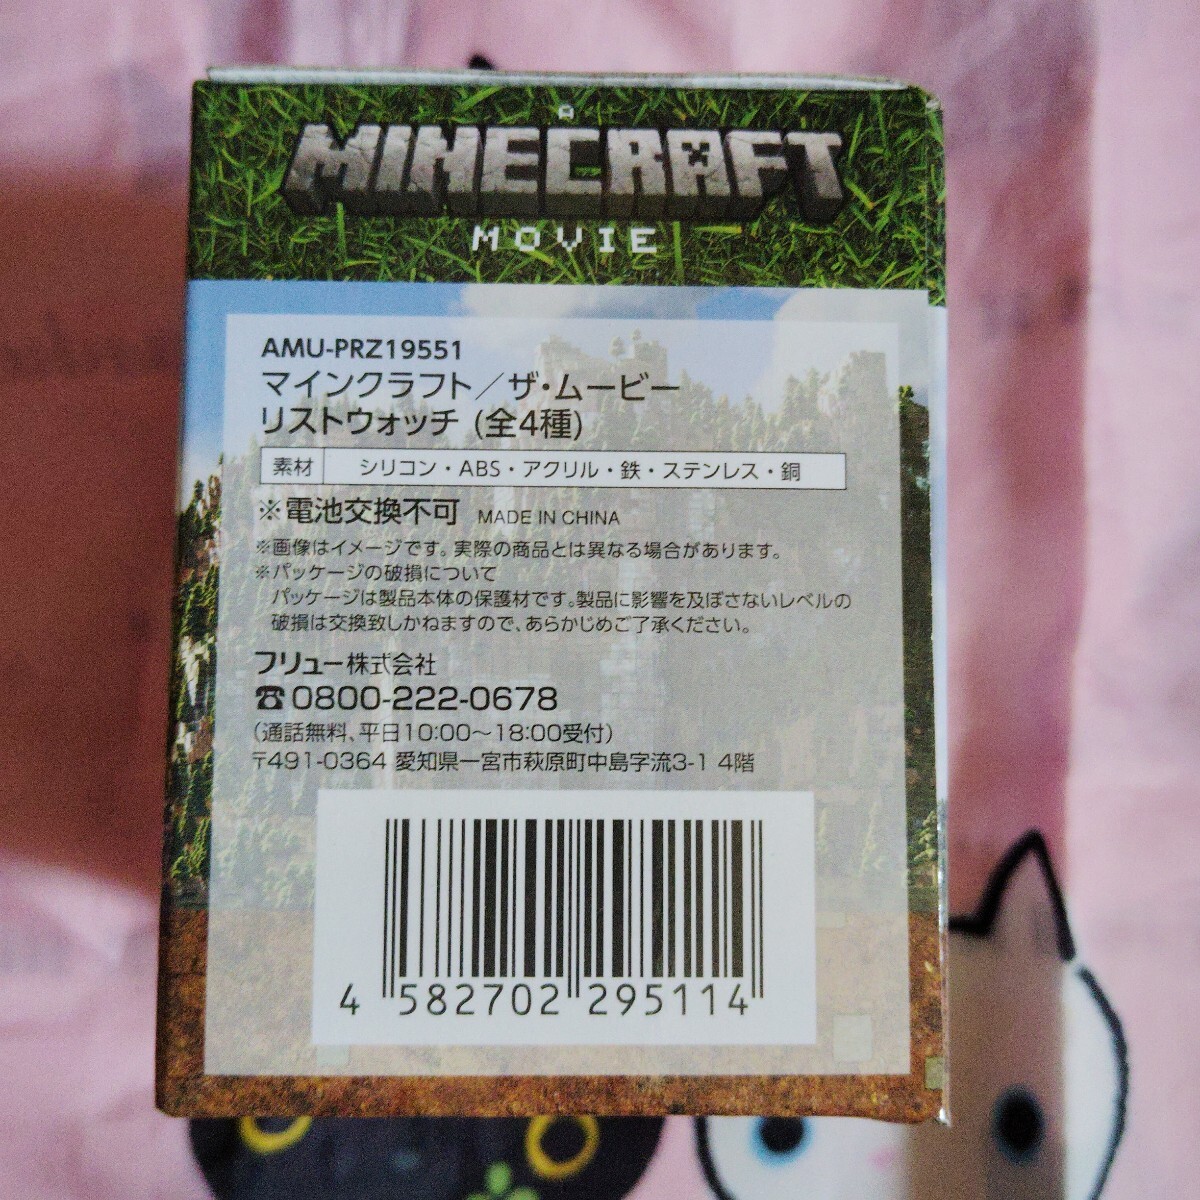 A
MINECRAFT
MOVIE
AMU-PRZ19551
マインクラフト／ザ・ムービー
リストウォッチ (全4種)
素材 シリコン・ABS・アクリル・鉄・ステンレス・銅
※電池交換不可 MADE IN CHINA
※画像はイメージです。実際の商品とは異なる場合があります。
※パッケージの破損について
パッケージは製品本体の保護材です。製品に影響を及ぼさないレベルの
破損は交換致しかねますので、あらかじめご了承ください。
フリュー株式会社
☎0800-222-0678
(通話無料、平日10:00～18:00受付)
〒491-0364 愛知県一宮市萩原町中島字流3-1 4階
4 582702 295114